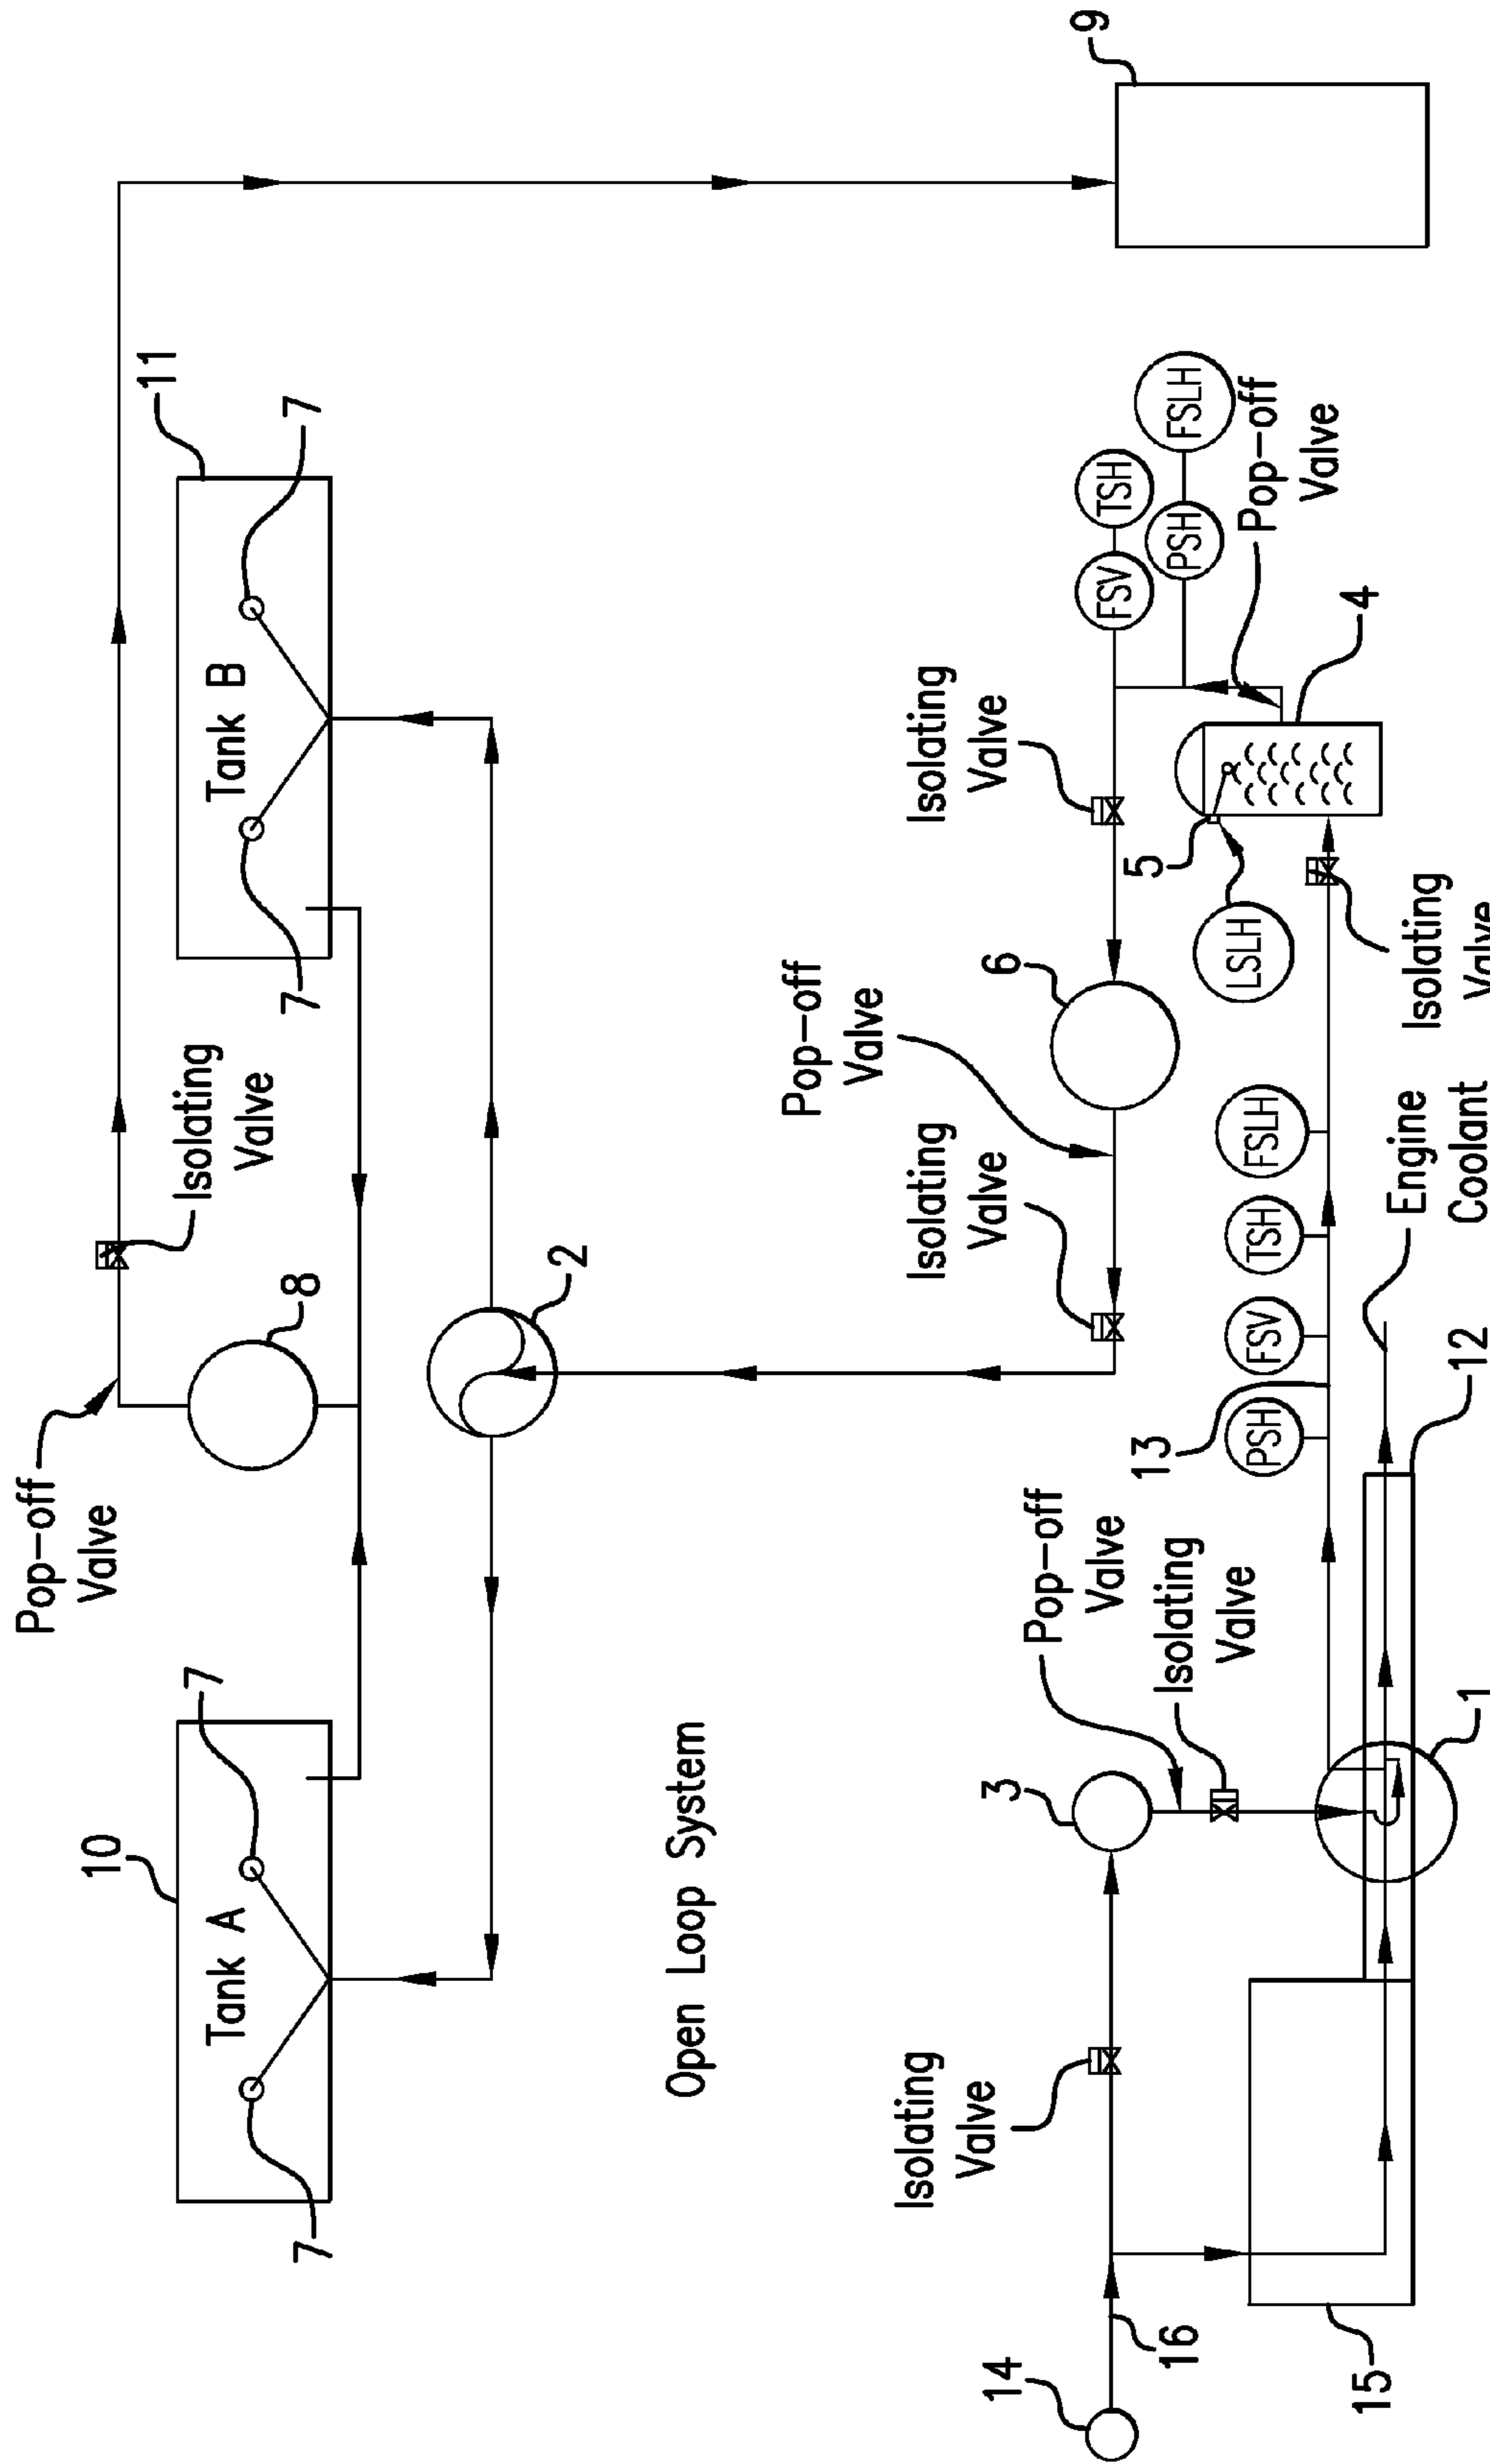 Pop-off
Valve
10
7
7
Tank A
8
Isolating
Valve
11
7
7
Tank B
2
Open Loop System
Pop-off
Valve
Isolating
Valve
Isolating
Valve
Isolating
Valve
6
9
14
16
3
Pop-off
Valve
Isolating
Valve
13
PSH
FSV
TSH
FSLH
5
LSLH
FSV
TSH
PSH
FSLH
Pop-off
Valve
4
Isolating
Valve
15
1
12
Engine
Coolant